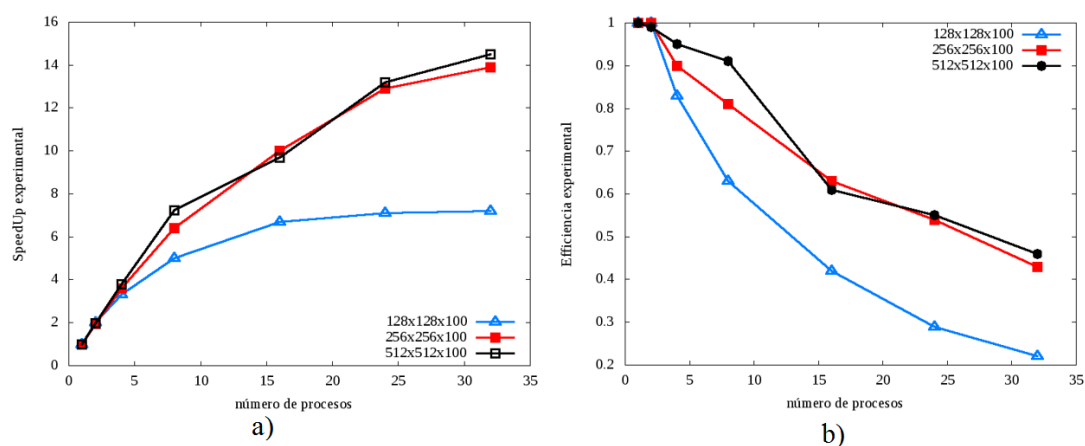 16
14
12
10
8
6
4
2
0
SpeedUp experimental
128x128x100
256x256x100
512x512x100
0 5 10 15 20 25 30 35
número de procesos
a)
1
0.9
0.8
0.7
0.6
0.5
0.4
0.3
0.2
Efficiencia experimental
128x128x100
256x256x100
512x512x100
0 5 10 15 20 25 30 35
número de procesos
b)